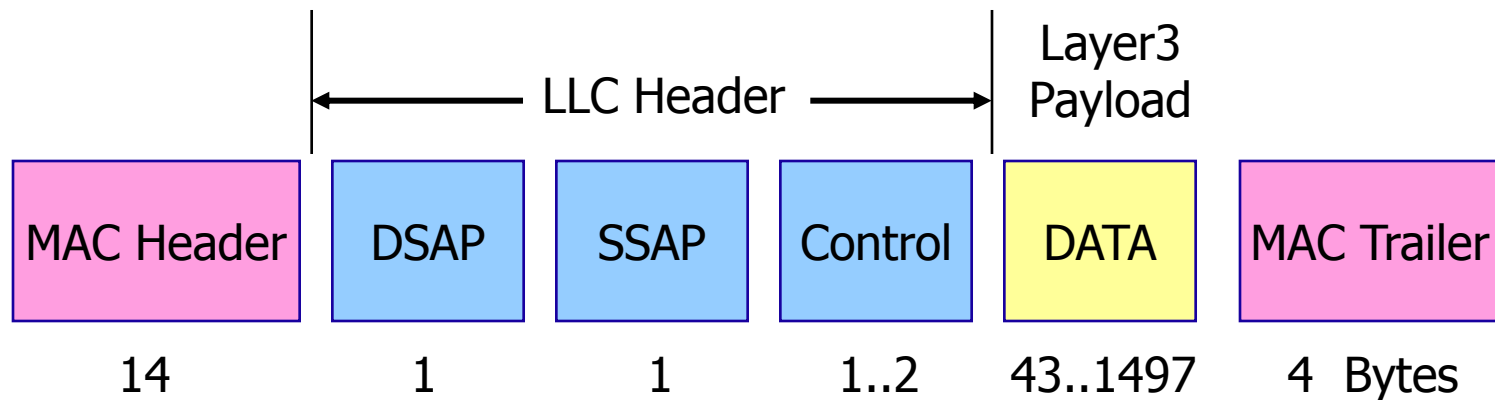 Layer3
LLC Header
Payload
MAC Header DSAP SSAP Control DATA MAC Trailer
14 1 1 1..2 43..1497 4 Bytes